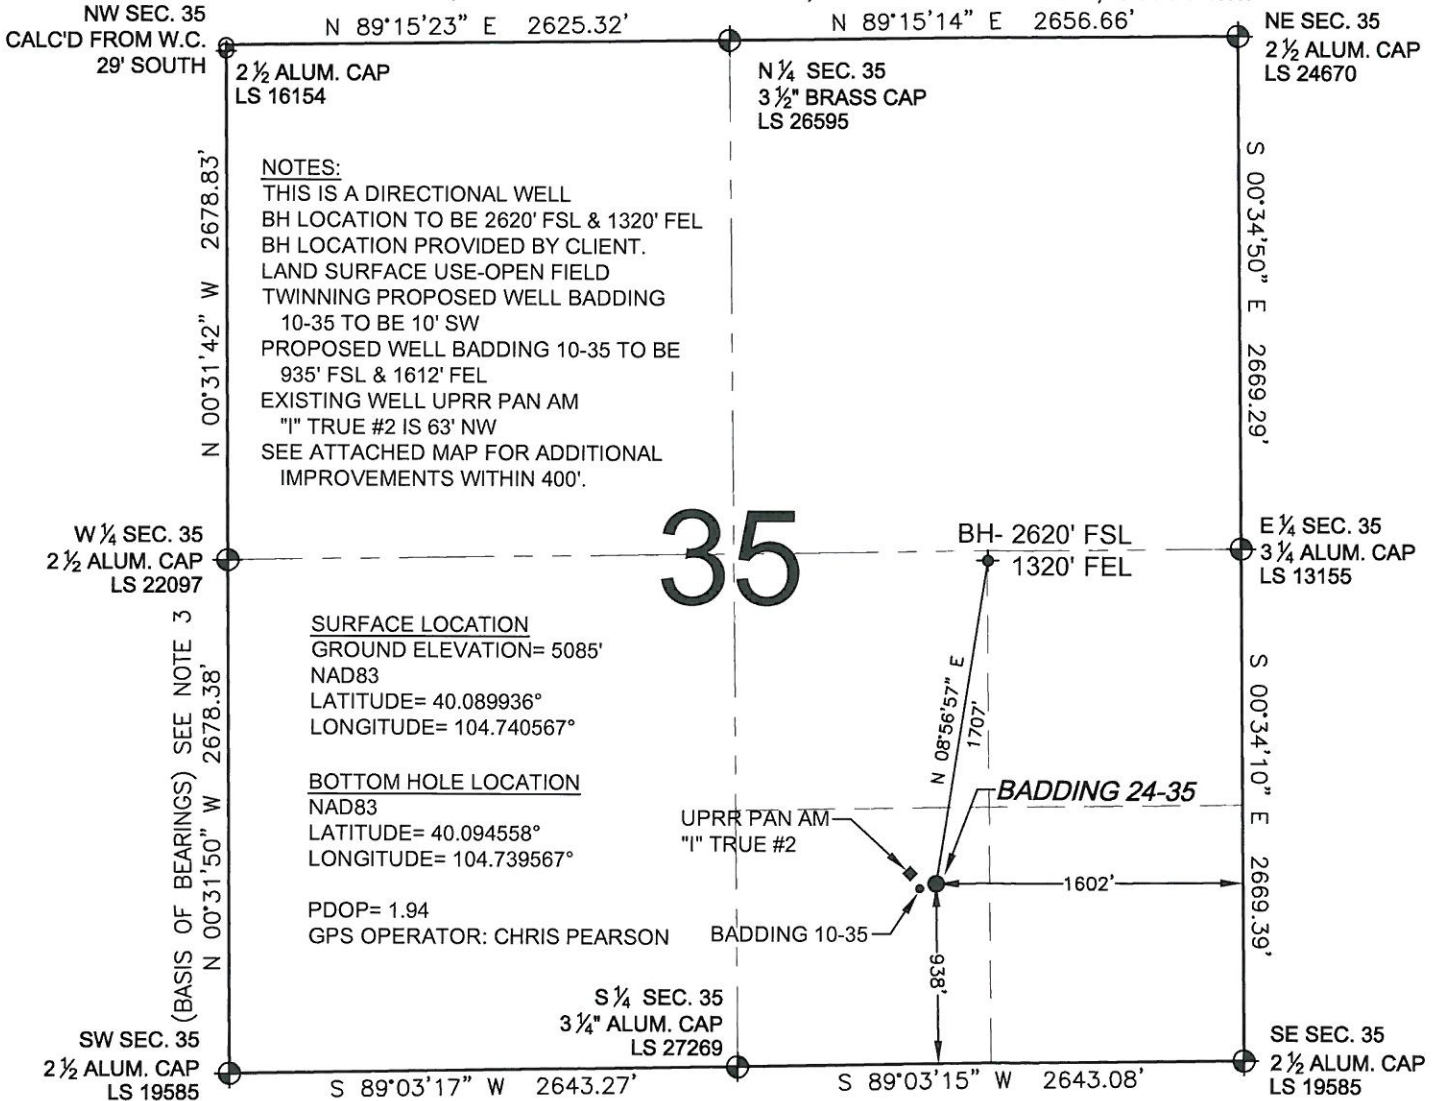 NW SEC. 35
CALC'D FROM W.C.
29' SOUTH
N 89°15'23" E 2625.32'
N 89°15'14" E 2656.66'
NE SEC. 35
2 ½ ALUM. CAP
LS 24670
2 ½ ALUM. CAP
LS 16154
N ¼ SEC. 35
3 ½" BRASS CAP
LS 26595
N 00°31'42" W 2678.83'
S 00°34'50" E 2669.29'
NOTES:
THIS IS A DIRECTIONAL WELL
BH LOCATION TO BE 2620' FSL & 1320' FEL
BH LOCATION PROVIDED BY CLIENT.
LAND SURFACE USE-OPEN FIELD
TWINNING PROPOSED WELL BADDING
10-35 TO BE 10' SW
PROPOSED WELL BADDING 10-35 TO BE
935' FSL & 1612' FEL
EXISTING WELL UPRR PAN AM
"I" TRUE #2 IS 63' NW
SEE ATTACHED MAP FOR ADDITIONAL
IMPROVEMENTS WITHIN 400'.
35
W ¼ SEC. 35
2 ½ ALUM. CAP
LS 22097
BH- 2620' FSL
1320' FEL
E ¼ SEC. 35
3 ¼ ALUM. CAP
LS 13155
(BASIS OF BEARINGS) SEE NOTE 3
N 00°31'50" W 2678.38'
SURFACE LOCATION
GROUND ELEVATION= 5085'
NAD83
LATITUDE= 40.089936°
LONGITUDE= 104.740567°
BOTTOM HOLE LOCATION
NAD83
LATITUDE= 40.094558°
LONGITUDE= 104.739567°
PDOP= 1.94
GPS OPERATOR: CHRIS PEARSON
N 08°56'57" E
1707'
S 00°34'10" E 2669.39'
BADDING 24-35
UPRR PAN AM
"I" TRUE #2
1602'
BADDING 10-35
938'
S ¼ SEC. 35
3 ¼" ALUM. CAP
LS 27269
SW SEC. 35
2 ½ ALUM. CAP
LS 19585
S 89°03'17" W 2643.27'
S 89°03'15" W 2643.08'
SE SEC. 35
2 ½ ALUM. CAP
LS 19585